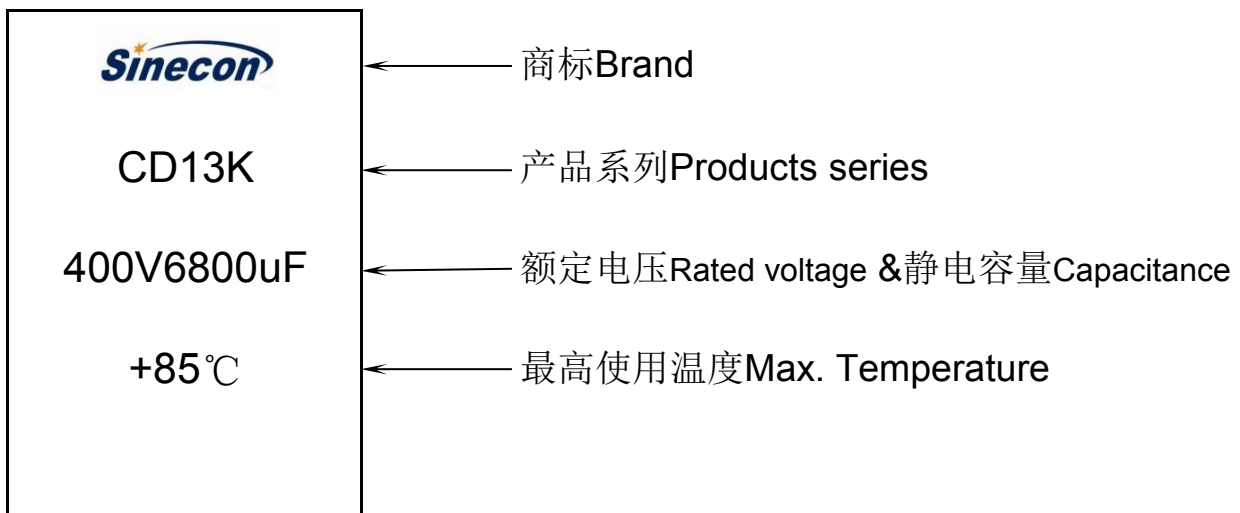 Sinecon
商标Brand
CD13K
产品系列Products series
400V6800uF
额定电压Rated voltage &静电容量Capacitance
+85℃
最高使用温度Max. Temperature